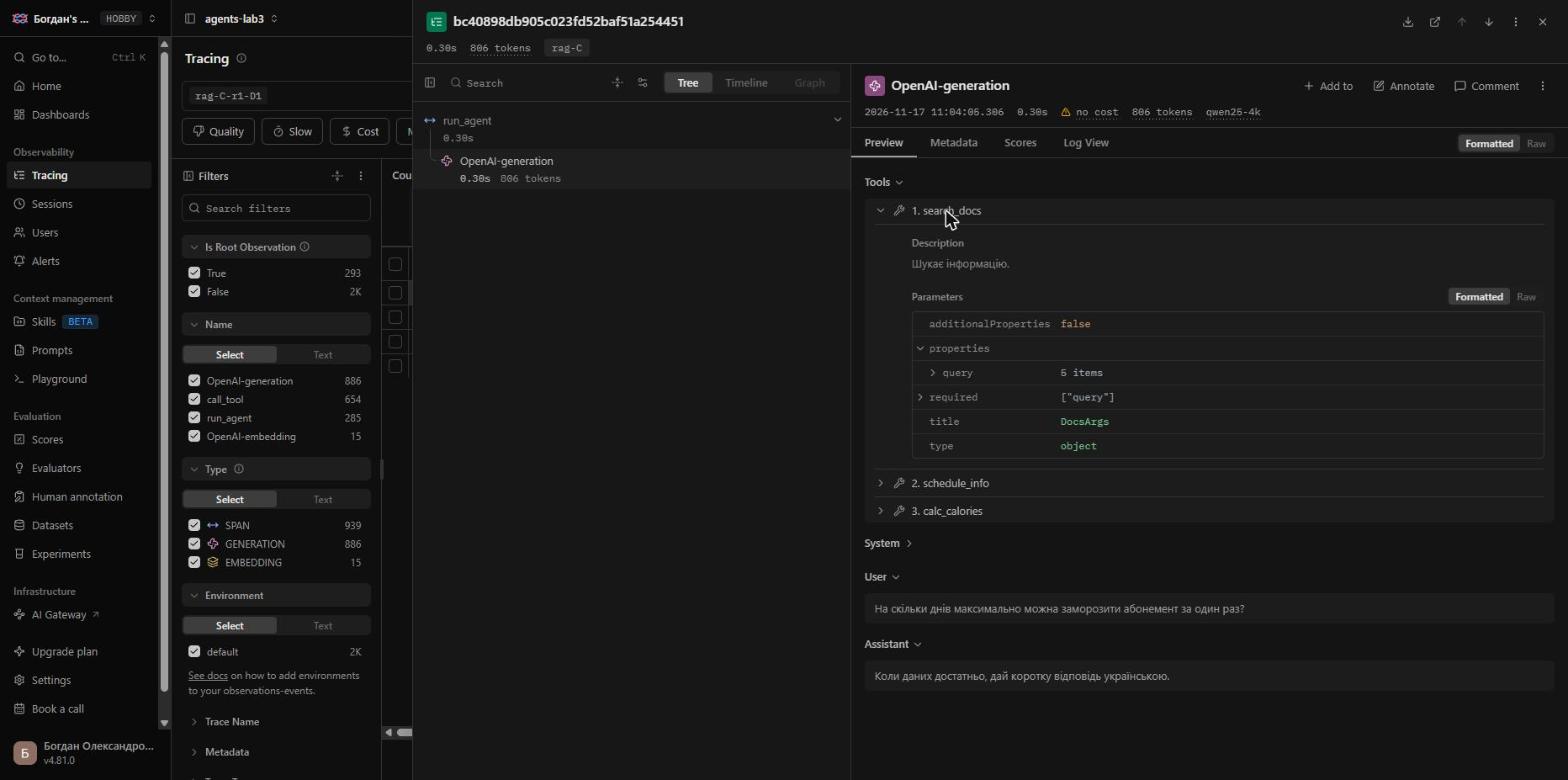 Богдан's ...
HOBBY
Go to...
Ctrl K
Home
Dashboards
Observability
Tracing
Sessions
Users
Alerts
Context management
Skills
BETA
Prompts
Playground
Evaluation
Scores
Evaluators
Human annotation
Datasets
Experiments
Infrastructure
AI Gateway
Upgrade plan
Settings
Book a call
Б
Богдан Олександро...
v4.81.0
agents-lab3
Tracing
rag-C-r1-D1
Quality
Slow
$ Cost
Filters
Search filters
Is Root Observation
True 293
False 2K
Name
Select Text
OpenAI-generation 886
call_tool 654
run_agent 285
OpenAI-embedding 15
Type
Select Text
SPAN 939
GENERATION 886
EMBEDDING 15
Environment
Select Text
default 2K
See docs on how to add environments
to your observations-events.
Trace Name
Metadata
Cou
bc40898db905c023fd52baf51a254451
0.30s 806 tokens rag-C
Search
Tree Timeline Graph
run_agent
0.30s
OpenAI-generation
0.30s 806 tokens
OpenAI-generation
Add to
Annotate
Comment
2026-11-17 11:04:05.306 0.30s no cost 806 tokens qwen25-4k
Preview Metadata Scores Log View
Formatted Raw
Tools
1. search_docs
Description
Шукає інформацію.
Parameters
Formatted Raw
additionalProperties false
properties
query 5 items
required ["query"]
title DocsArgs
type object
2. schedule_info
3. calc_calories
System
User
На скільки днів максимально можна заморозити абонемент за один раз?
Assistant
Коли даних достатньо, дай коротку відповідь українською.